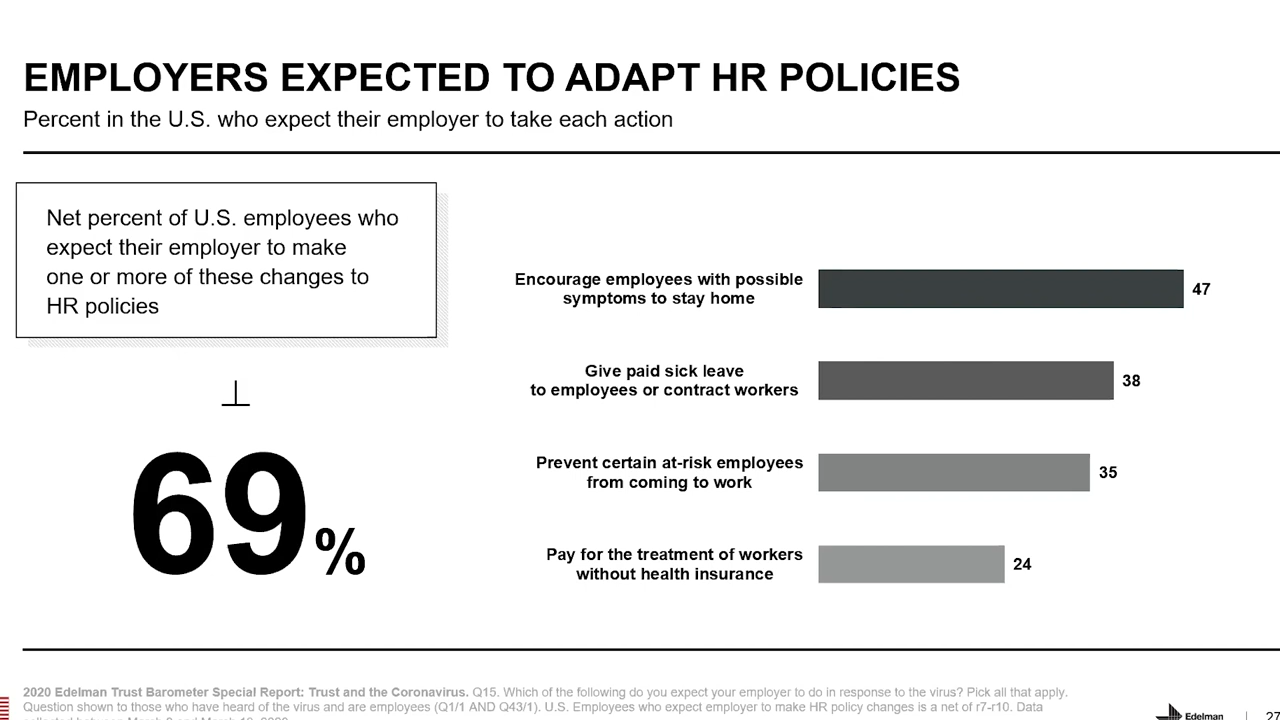 EMPLOYERS EXPECTED TO ADAPT HR POLICIES
Percent in the U.S. who expect their employer to take each action
Net percent of U.S. employees who
expect their employer to make
one or more of these changes to
HR policies
69%
Encourage employees with possible
symptoms to stay home
47
Give paid sick leave
to employees or contract workers
38
Prevent certain at-risk employees
from coming to work
35
Pay for the treatment of workers
without health insurance
24
2020 Edelman Trust Barometer Special Report: Trust and the Coronavirus. Q15. Which of the following do you expect your employer to do in response to the virus? Pick all that apply.
Question shown to those who have heard of the virus and are employees (Q1/1 AND Q43/1). U.S. Employees who expect employer to make HR policy changes is a net of r7-r10. Data
Edelman
27